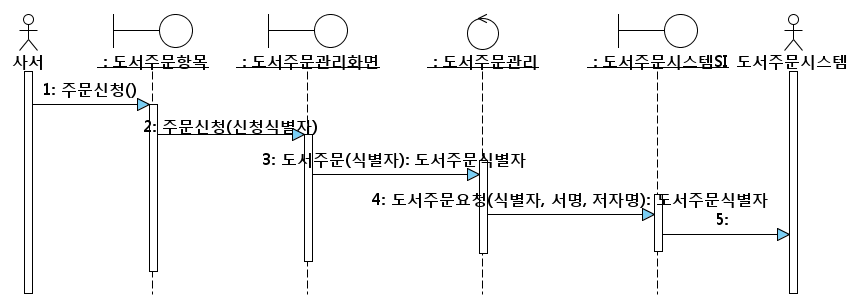 사서
: 도서주문항목
: 도서주문관리화면
: 도서주문관리
: 도서주문시스템SI
도서주문시스템
1: 주문신청()
2: 주문신청(신청식별자)
3: 도서주문(식별자): 도서주문식별자
4: 도서주문요청(식별자, 서명, 저자명): 도서주문식별자
5: